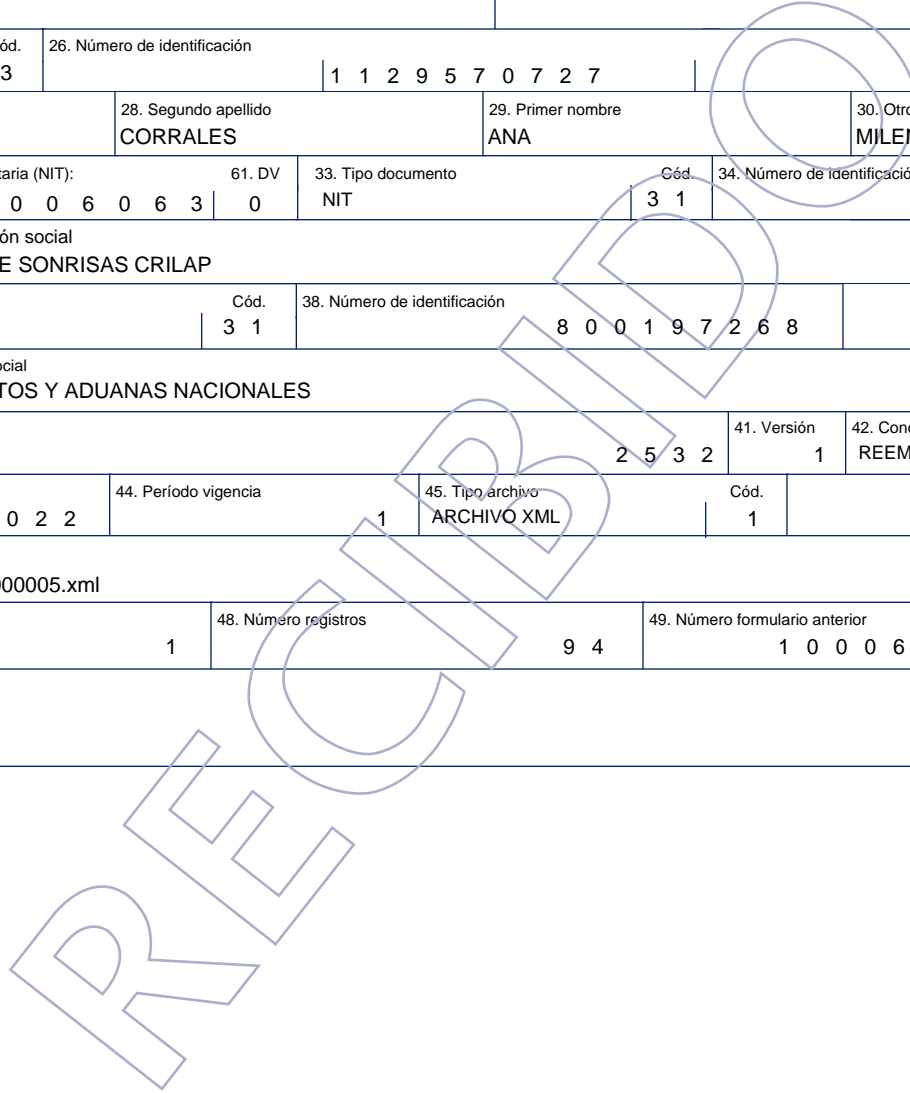 ód. 26. Número de identificación
3 1 1 2 9 5 7 0 7 2 7
28. Segundo apellido 29. Primer nombre 30. Otro
CORRALES ANA MILEN
taria (NIT): 61. DV 33. Tipo documento Cód. 34. Número de identificació
0 0 6 0 6 3 0 NIT 3 1
ón social
E SONRISAS CRILAP
Cód. 38. Número de identificación
3 1 8 0 0 1 9 7 2 6 8
ocial
TOS Y ADUANAS NACIONALES
41. Versión 42. Conc
2 5 3 2 1 REEM
44. Período vigencia 45. Tipo archivo Cód.
0 2 2 1 ARCHIVO XML 1
000005.xml
48. Número registros 49. Número formulario anterior
1 9 4 1 0 0 0 6
RECIBIDO